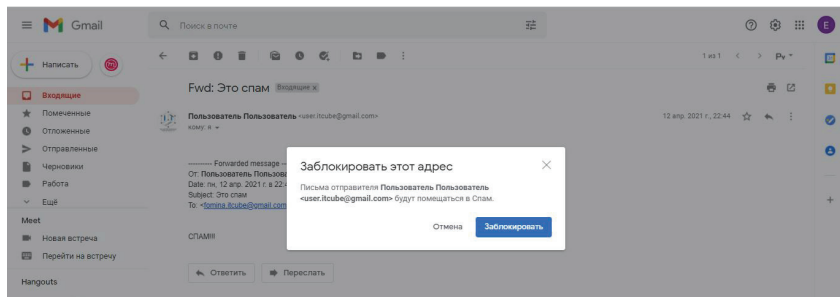 Gmail
Поиск в почте
E
Написать
1 из 1
Входящие
Помеченные
Отложенные
Отправленные
Черновики
Работа
Ещё
Meet
Новая встреча
Перейти на встречу
Hangouts
Fwd: Это спам Входящие x
Пользователь Пользователь <user.itcube@gmail.com>
12 апр. 2021 г., 22:44
кому: я
---------- Forwarded message --
От: Пользователь Пользова
Date: пн, 12 апр. 2021 г. в 22:4
Subject: Это спам
To: <fomina.itcube@gmail.com
СПАМ!!!
Ответить
Переслать
Заблокировать этот адрес
Письма отправителя Пользователь Пользователь
<user.itcube@gmail.com> будут помещаться в Спам.
Отмена
Заблокировать